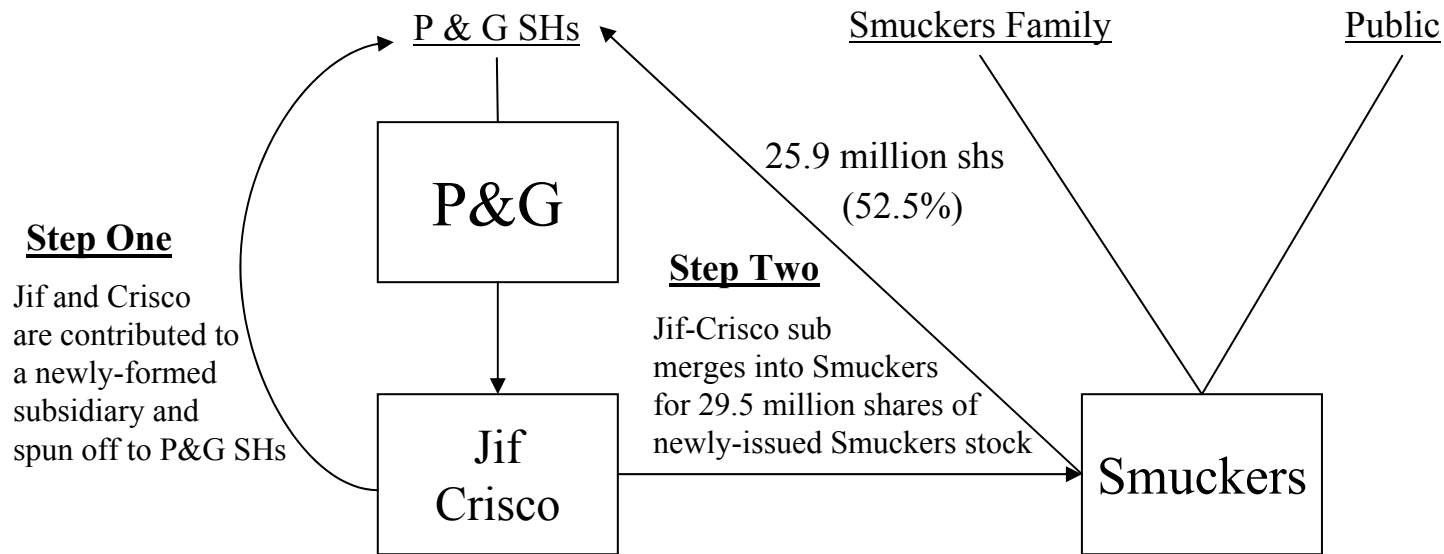 P & G SHs
Smuckers Family
Public
P&G
25.9 million shs
(52.5%)
Step One
Jif and Crisco
are contributed to
a newly-formed
subsidiary and
spun off to P&G SHs
Step Two
Jif-Crisco sub
merges into Smuckers
for 29.5 million shares of
newly-issued Smuckers stock
Jif
Crisco
Smuckers